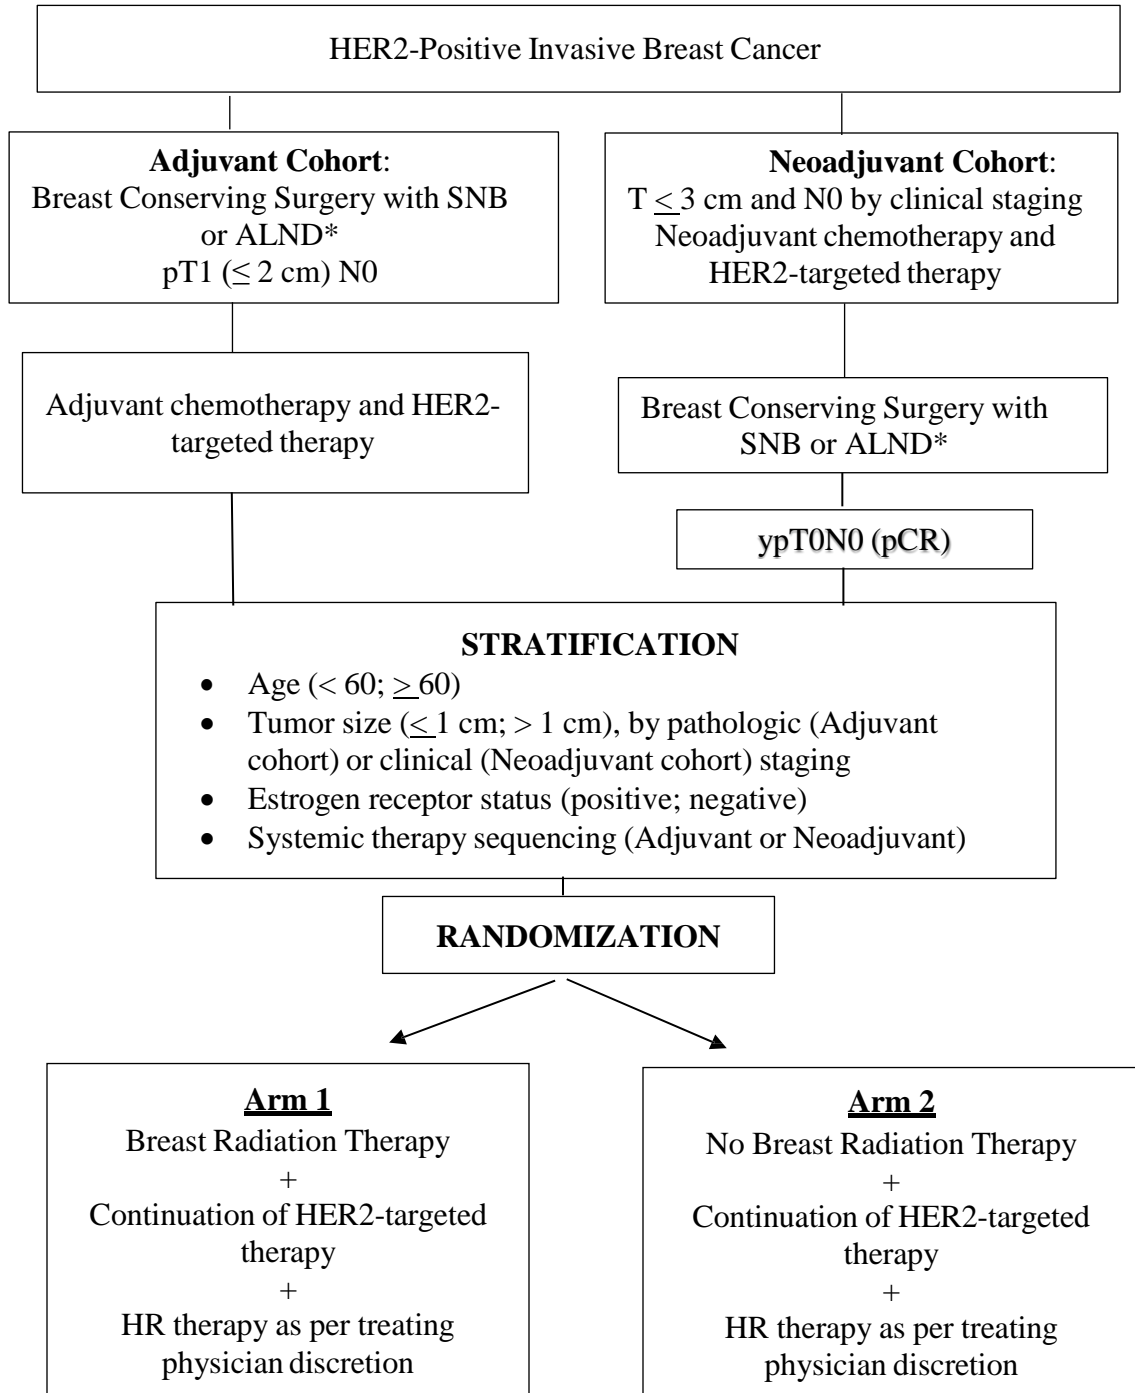 HER2-Positive Invasive Breast Cancer
Adjuvant Cohort:
Breast Conserving Surgery with SNB
or ALND*
pT1 (≤ 2 cm) N0
Neoadjuvant Cohort:
T ≤ 3 cm and N0 by clinical staging
Neoadjuvant chemotherapy and
HER2-targeted therapy
Adjuvant chemotherapy and HER2-
targeted therapy
Breast Conserving Surgery with
SNB or ALND*
ypT0N0 (pCR)
STRATIFICATION
• Age (< 60; ≥ 60)
• Tumor size (≤ 1 cm; > 1 cm), by pathologic (Adjuvant
cohort) or clinical (Neoadjuvant cohort) staging
• Estrogen receptor status (positive; negative)
• Systemic therapy sequencing (Adjuvant or Neoadjuvant)
RANDOMIZATION
Arm 1
Breast Radiation Therapy
+
Continuation of HER2-targeted
therapy
+
HR therapy as per treating
physician discretion
Arm 2
No Breast Radiation Therapy
+
Continuation of HER2-targeted
therapy
+
HR therapy as per treating
physician discretion